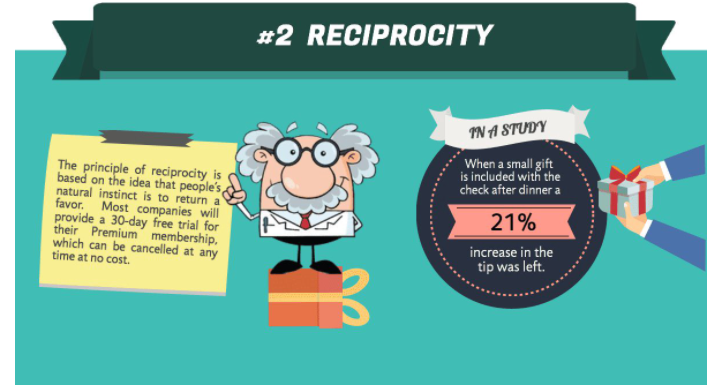 #2 RECIPROCITY
The principle of reciprocity is
based on the idea that people's
natural instinct is to return a
favor. Most companies will
provide a 30-day free trial for
their Premium membership,
which can be cancelled at any
time at no cost.
IN A STUDY
When a small gift
is included with the
check after dinner a
21%
increase in the
tip was left.